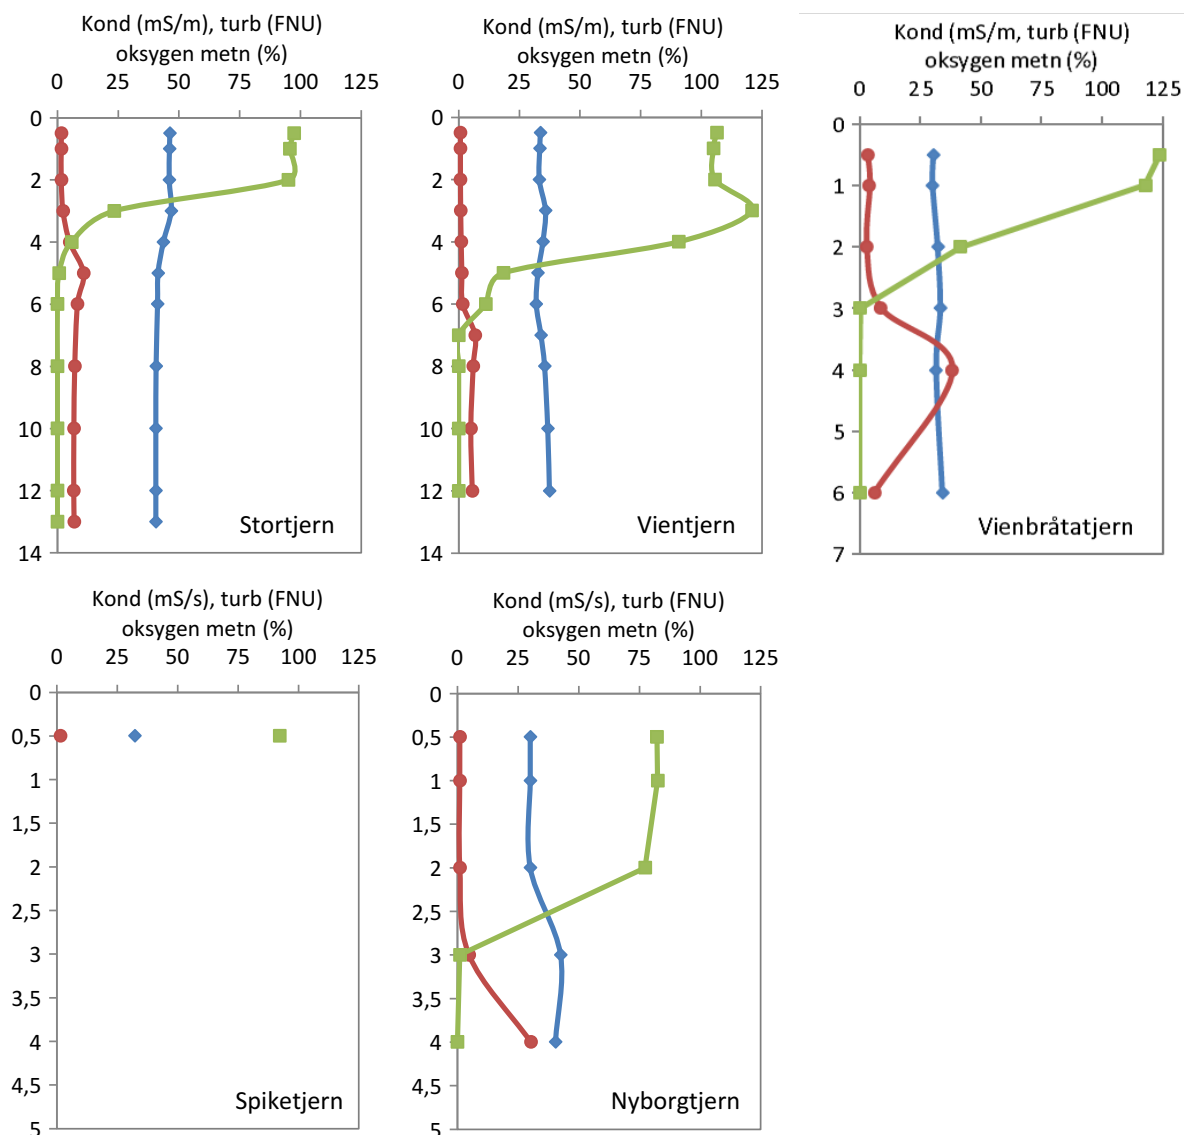 Kond (mS/m), turb (FNU)
oksygen metn (%)
0 25 50 75 100 125
0
2
4
6
8
10
12
14
Stortjern
Kond (mS/m), turb (FNU)
oksygen metn (%)
0 25 50 75 100 125
0
2
4
6
8
10
12
14
Vientjern
Kond (mS/m, turb (FNU)
oksygen metn (%)
0 25 50 75 100 125
0
1
2
3
4
5
6
7
Vienbråtatjern
Kond (mS/s), turb (FNU)
oksygen metn (%)
0 25 50 75 100 125
0
0,5
1
1,5
2
2,5
3
3,5
4
4,5
5
Spiketjern
Kond (mS/s), turb (FNU)
oksygen metn (%)
0 25 50 75 100 125
0
0,5
1
1,5
2
2,5
3
3,5
4
4,5
5
Nyborgtjern